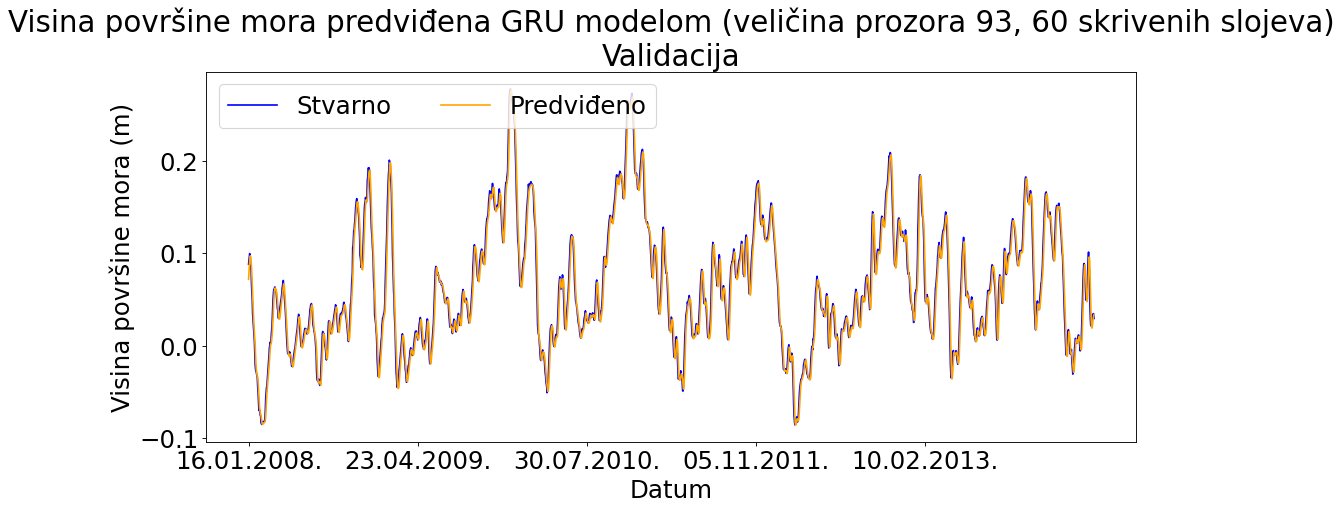 Visina površine mora predviđena GRU modelom (veličina prozora 93, 60 skrivenih slojeva)
Validacija
Stvarno
Predviđeno
Visina površine mora (m)
0.2
0.1
0.0
−0.1
16.01.2008.
23.04.2009.
30.07.2010.
05.11.2011.
10.02.2013.
Datum